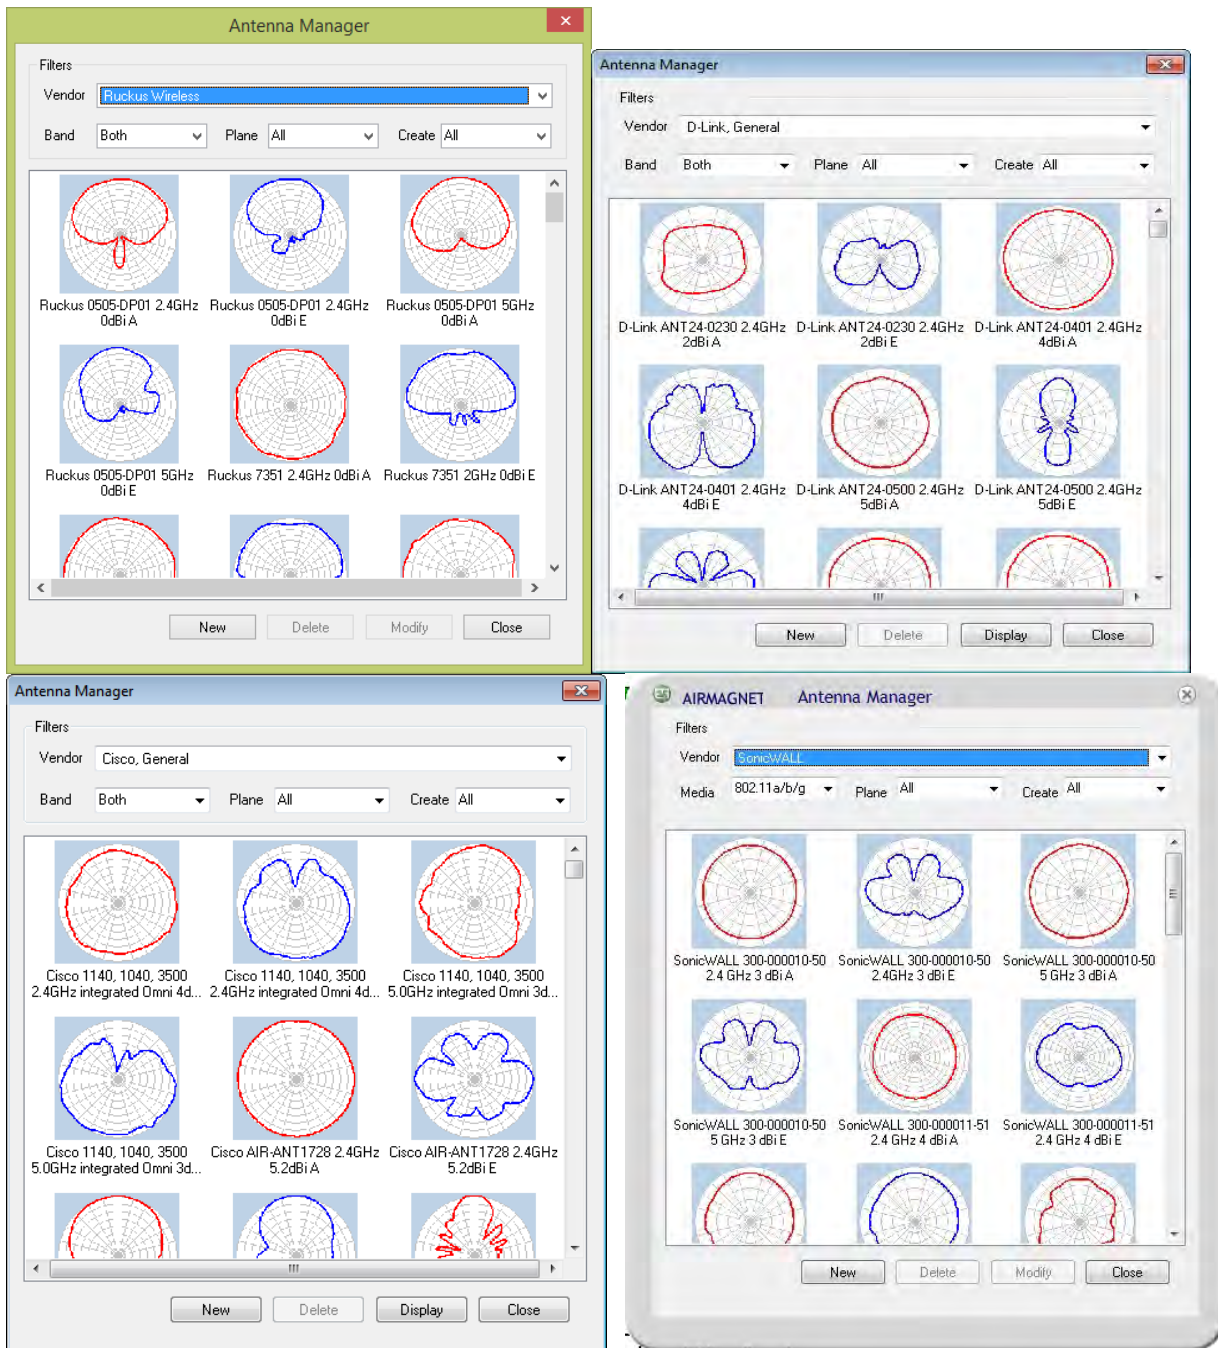 Antenna Manager
Filters
Vendor Ruckus Wireless
Band Both Plane All Create All
Ruckus 0505-DP01 2.4GHz 0dBi A
Ruckus 0505-DP01 2.4GHz 0dBi E
Ruckus 0505-DP01 5GHz 0dBi A
Ruckus 0505-DP01 5GHz 0dBi E
Ruckus 7351 2.4GHz 0dBi A
Ruckus 7351 2GHz 0dBi E
New Delete Modify Close
Antenna Manager
Filters
Vendor D-Link, General
Band Both Plane All Create All
D-Link ANT24-0230 2.4GHz 2dBi A
D-Link ANT24-0230 2.4GHz 2dBi E
D-Link ANT24-0401 2.4GHz 4dBi A
D-Link ANT24-0401 2.4GHz 4dBi E
D-Link ANT24-0500 2.4GHz 5dBi A
D-Link ANT24-0500 2.4GHz 5dBi E
New Delete Display Close
Antenna Manager
Filters
Vendor Cisco, General
Band Both Plane All Create All
Cisco 1140, 1040, 3500 2.4GHz integrated Omni 4d...
Cisco 1140, 1040, 3500 2.4GHz integrated Omni 4d...
Cisco 1140, 1040, 3500 5.0GHz integrated Omni 3d...
Cisco 1140, 1040, 3500 5.0GHz integrated Omni 3d...
Cisco AIR-ANT1728 2.4GHz 5.2dBi A
Cisco AIR-ANT1728 2.4GHz 5.2dBi E
New Delete Display Close
AIRMAGNET Antenna Manager
Filters
Vendor SonicWALL
Media 802.11a/b/g Plane All Create All
SonicWALL 300-000010-50 2.4 GHz 3 dBi A
SonicWALL 300-000010-50 2.4GHz 3 dBi E
SonicWALL 300-000010-50 5 GHz 3 dBi A
SonicWALL 300-000010-50 5 GHz 3 dBi E
SonicWALL 300-000011-51 2.4 GHz 4 dBi A
SonicWALL 300-000011-51 2.4 GHz 4 dBi E
New Delete Modify Close